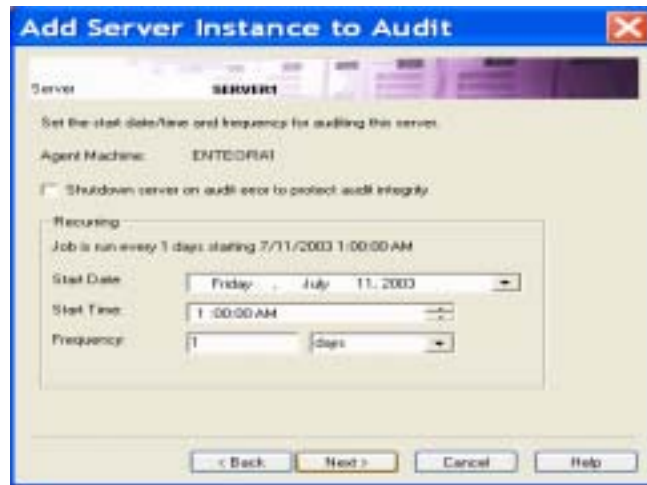 Add Server Instance to Audit
Server SERVER1
Set the start date/time and frequency for auditing this server.
Agent Machine: ENTEGRA1
Shutdown server on audit error to protect audit integrity
Recurring
Job is run every 1 days starting 7/11/2003 1:00:00 AM
Start Date Friday , July 11, 2003
Start Time: 1 :00:00 AM
Frequency 1 days
< Back Next > Cancel Help